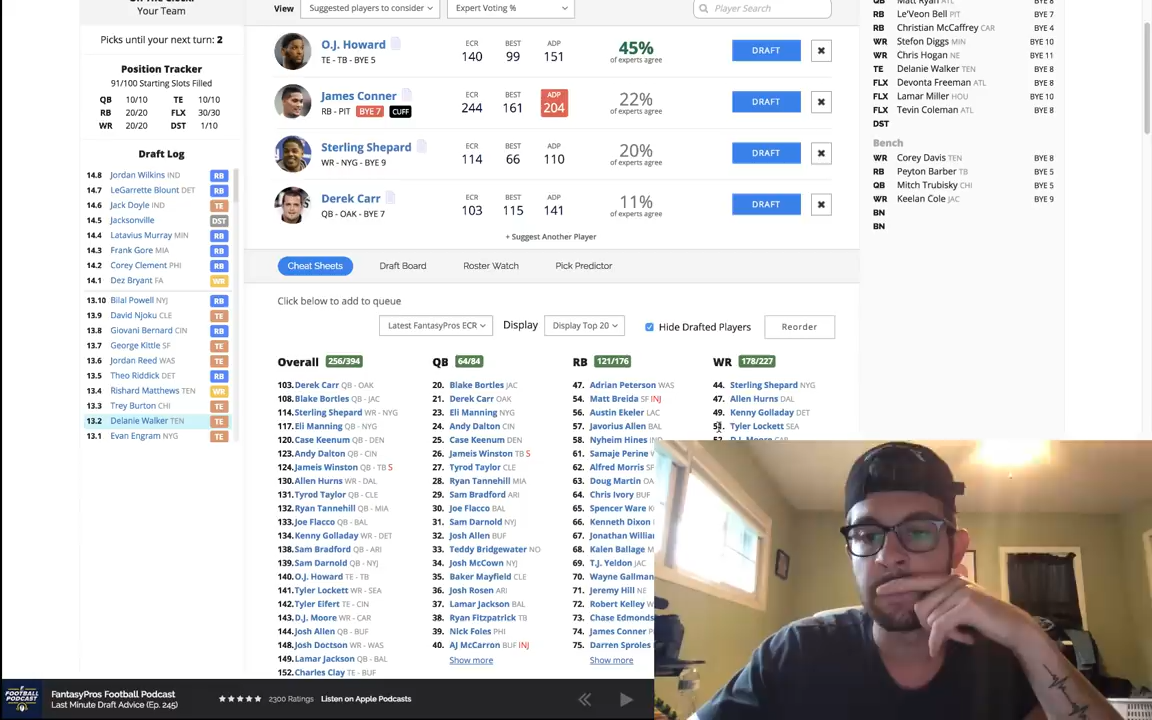 Your Team
Picks until your next turn: 2
Position Tracker
91/100 Starting Slots Filled
QB 10/10 TE 10/10
RB 20/20 FLX 30/30
WR 20/20 DST 1/10
Draft Log
14.8 Jordan Wilkins IND RB
14.7 LeGarrette Blount DET RB
14.6 Jack Doyle IND TE
14.5 Jacksonville DST
14.4 Latavius Murray MIN RB
14.3 Frank Gore MIA RB
14.2 Corey Clement PHI RB
14.1 Dez Bryant FA WR
13.10 Bilal Powell NYJ RB
13.9 David Njoku CLE TE
13.8 Giovani Bernard CIN RB
13.7 George Kittle SF TE
13.6 Jordan Reed WAS TE
13.5 Theo Riddick DET RB
13.4 Rishard Matthews TEN WR
13.3 Trey Burton CHI TE
13.2 Delanie Walker TEN TE
13.1 Evan Engram NYG TE
View Suggested players to consider Expert Voting % Player Search
O.J. Howard
TE - TB - BYE 5
ECR 140 BEST 99 ADP 151
45% of experts agree
DRAFT
James Conner
RB - PIT BYE 7 CUFF
ECR 244 BEST 161 ADP 204
22% of experts agree
DRAFT
Sterling Shepard
WR - NYG - BYE 9
ECR 114 BEST 66 ADP 110
20% of experts agree
DRAFT
Derek Carr
QB - OAK - BYE 7
ECR 103 BEST 115 ADP 141
11% of experts agree
DRAFT
+ Suggest Another Player
Cheat Sheets Draft Board Roster Watch Pick Predictor
Click below to add to queue
Latest FantasyPros ECR Display Display Top 20 Hide Drafted Players Reorder
Overall 256/394
103. Derek Carr QB - OAK
108. Blake Bortles QB - JAC
114. Sterling Shepard WR - NYG
117. Eli Manning QB - NYG
120. Case Keenum QB - DEN
123. Andy Dalton QB - CIN
124. Jameis Winston QB - TB S
130. Allen Hurns WR - DAL
131. Tyrod Taylor QB - CLE
132. Ryan Tannehill QB - MIA
133. Joe Flacco QB - BAL
134. Kenny Golladay WR - DET
138. Sam Bradford QB - ARI
139. Sam Darnold QB - NYJ
140. O.J. Howard TE - TB
141. Tyler Lockett WR - SEA
142. Tyler Eifert TE - CIN
143. D.J. Moore WR - CAR
144. Josh Allen QB - BUF
148. Josh Doctson WR - WAS
149. Lamar Jackson QB - BAL
152. Charles Clay TE - BUF
QB 64/84
20. Blake Bortles JAC
21. Derek Carr OAK
23. Eli Manning NYG
24. Andy Dalton CIN
25. Case Keenum DEN
26. Jameis Winston TB S
27. Tyrod Taylor CLE
28. Ryan Tannehill MIA
29. Sam Bradford ARI
30. Joe Flacco BAL
31. Sam Darnold NYJ
32. Josh Allen BUF
33. Teddy Bridgewater NO
34. Josh McCown NYJ
35. Baker Mayfield CLE
36. Josh Rosen ARI
37. Lamar Jackson BAL
38. Ryan Fitzpatrick TB
39. Nick Foles PHI
40. AJ McCarron BUF INJ
Show more
RB 121/176
47. Adrian Peterson WAS
54. Matt Breida SF INJ
56. Austin Ekeler LAC
57. Javorius Allen BAL
58. Nyheim Hines IND
61. Samaje Perine
62. Alfred Morris SF
63. Doug Martin
64. Chris Ivory BUF
65. Spencer Ware
66. Kenneth Dixon
67. Jonathan
68. Kalen Ballage
69. T.J. Yeldon
70. Wayne
71. Jeremy Hill NE
72. Robert Kelley
73. Chase
74. James Conner
75. Darren Sproles
Show more
WR 178/227
44. Sterling Shepard NYG
47. Allen Hurns DAL
49. Kenny Golladay DET
Tyler Lockett SEA
RB Le'Veon Bell PIT BYE 7
RB Christian McCaffrey CAR BYE 4
WR Stefon Diggs MIN BYE 10
WR Chris Hogan NE BYE 11
TE Delanie Walker TEN BYE 8
FLX Devonta Freeman ATL BYE 8
FLX Lamar Miller HOU BYE 10
FLX Tevin Coleman ATL BYE 8
DST
Bench
WR Corey Davis TEN BYE 8
RB Peyton Barber TB BYE 5
QB Mitch Trubisky CHI BYE 5
WR Keelan Cole JAC BYE 9
BN
BN
FOOTBALL PODCAST
FantasyPros Football Podcast
Last Minute Draft Advice (Ep. 245)
★★★★★ 2300 Ratings Listen on Apple Podcasts